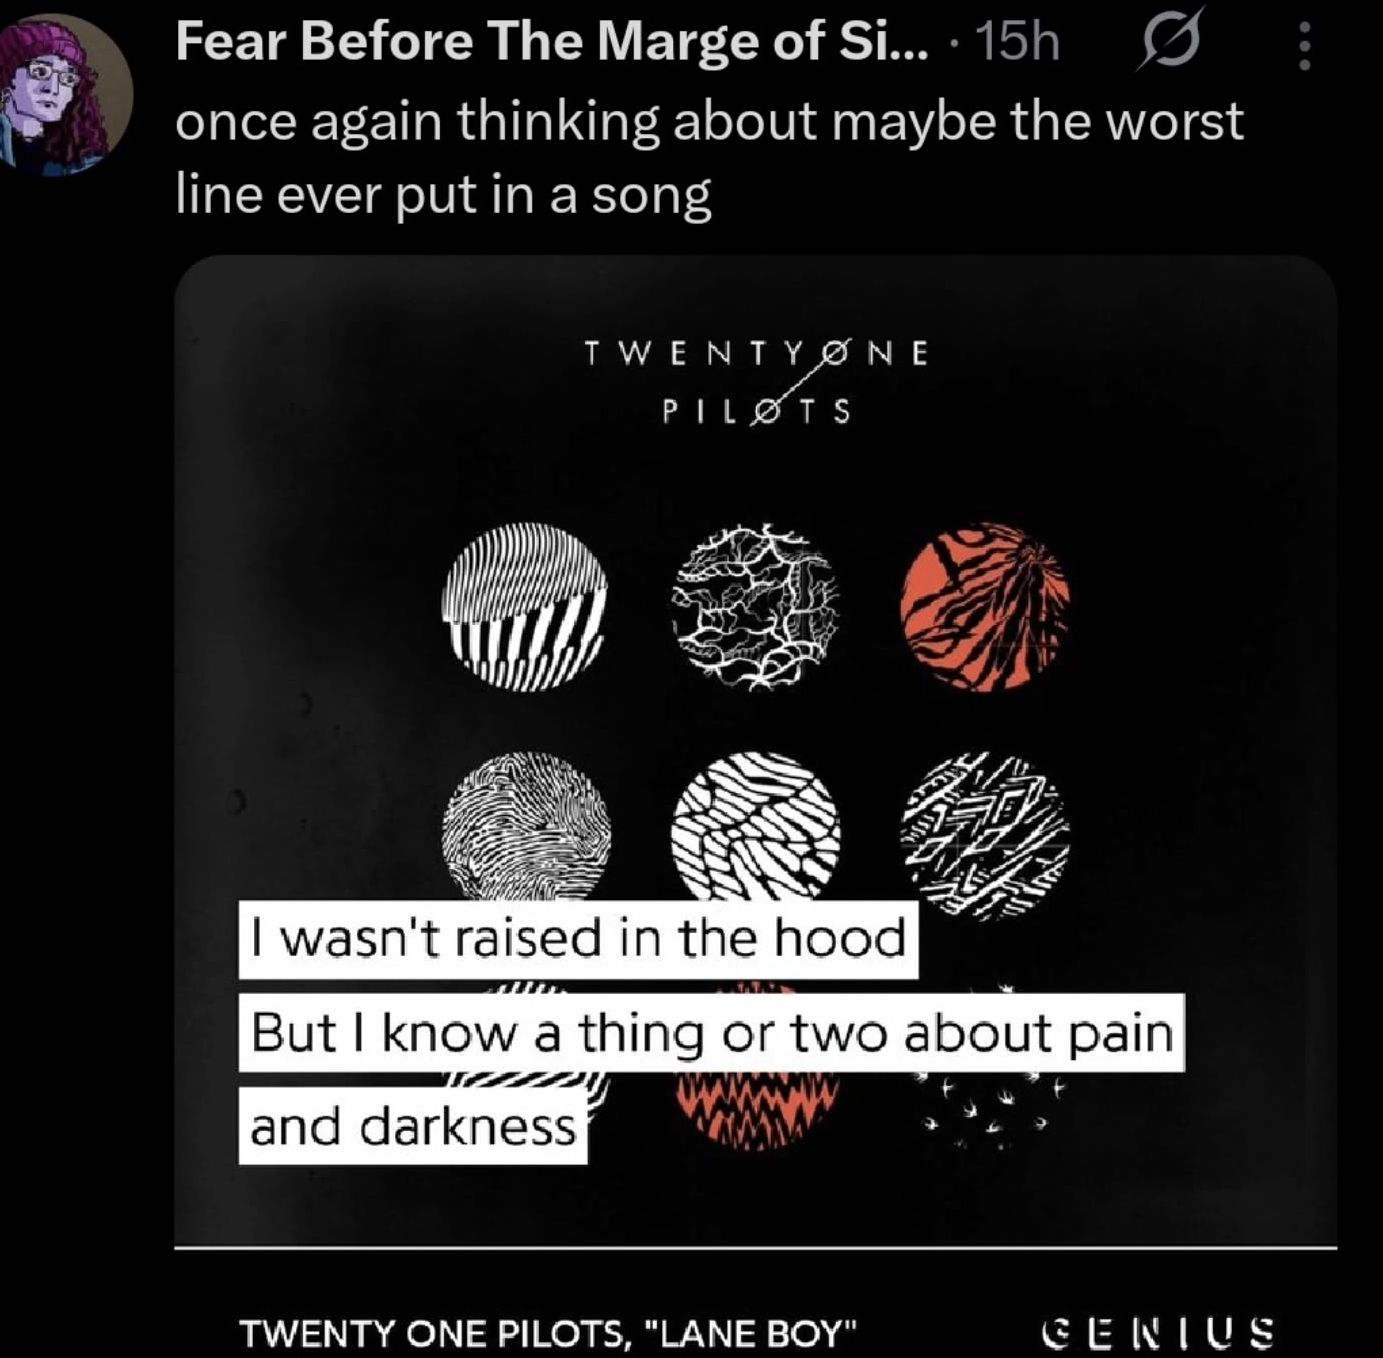 Fear Before The Marge of Si... · 15h
once again thinking about maybe the worst
line ever put in a song
TWENTY ØNE
PILØTS
I wasn't raised in the hood
But I know a thing or two about pain
and darkness
TWENTY ONE PILOTS, "LANE BOY"
GENIUS